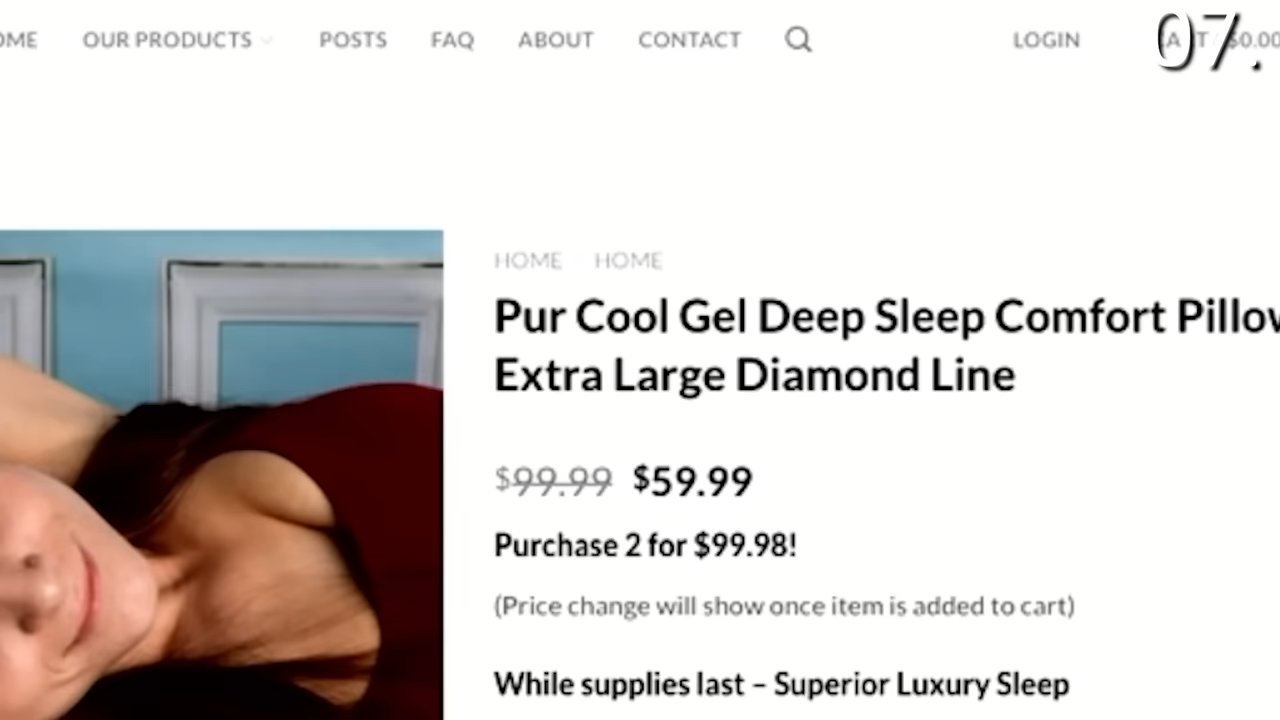 OUR PRODUCTS POSTS FAQ ABOUT CONTACT LOGIN
07.
HOME HOME
Pur Cool Gel Deep Sleep Comfort
Extra Large Diamond Line
$99.99 $59.99
Purchase 2 for $99.98!
(Price change will show once item is added to cart)
While supplies last – Superior Luxury Sleep